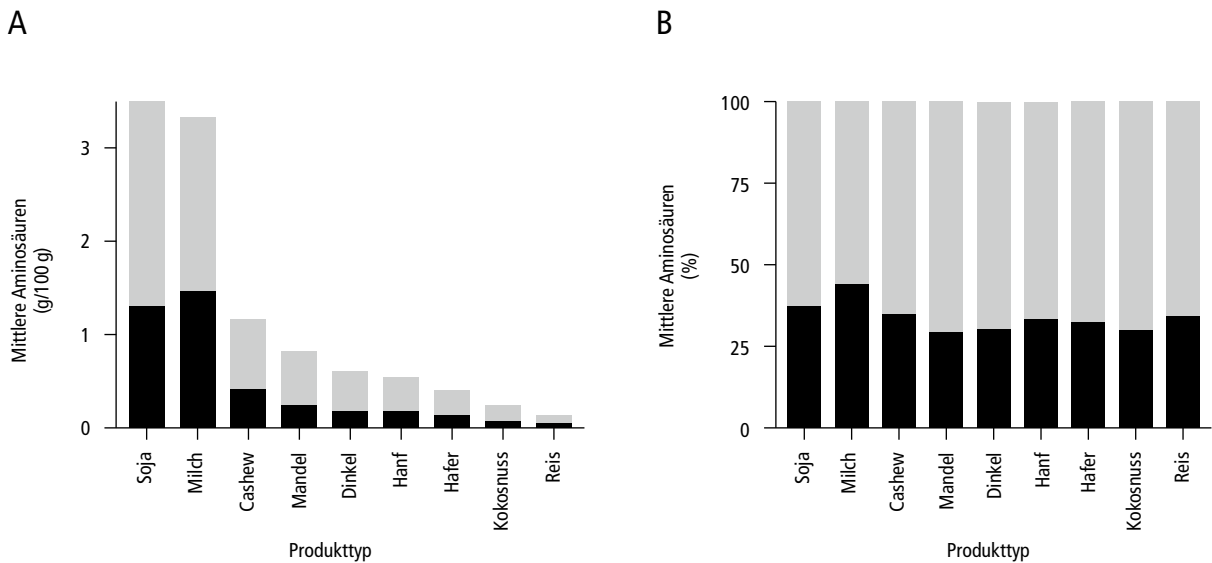 A
Mittlere Aminosäuren
(g/100 g)
3
2
1
0
Soja
Milch
Cashew
Mandel
Dinkel
Hanf
Hafer
Kokosnuss
Reis
Produkttyp
B
Mittlere Aminosäuren
(%)
100
75
50
25
0
Soja
Milch
Cashew
Mandel
Dinkel
Hanf
Hafer
Kokosnuss
Reis
Produkttyp